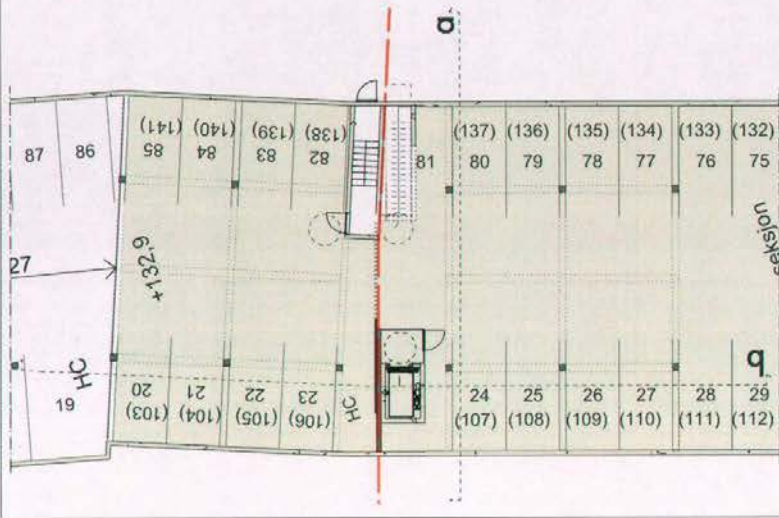 a
(141) (140) (139) (138)
85 84 83 82
87 86
81
(137) (136) (135) (134) (133) (132)
80 79 78 77 76 75
eksjon
27
+132,9
HC
19
20 21 22 23
(103) (104) (105) (106)
HC
b
24 25 26 27 28 29
(107) (108) (109) (110) (111) (112)